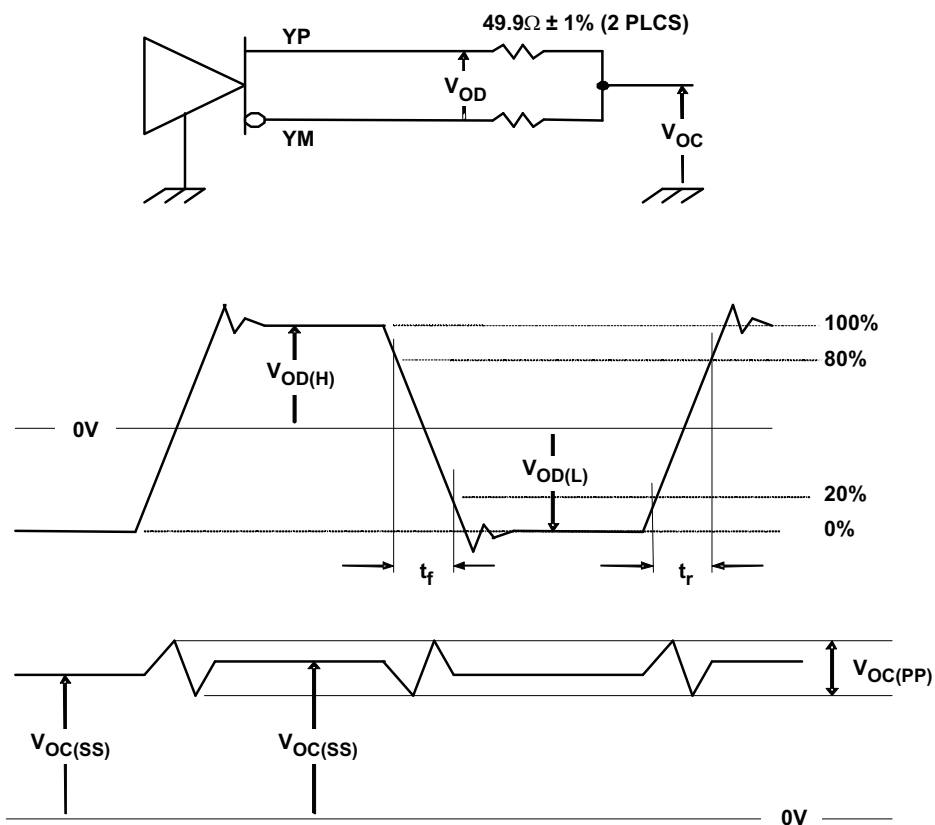 49.9Ω ± 1% (2 PLCS)
YP
VOD
YM
VOC
100%
80%
VOD(H)
0V
VOD(L)
20%
0%
tf
tr
VOC(PP)
VOC(SS)
VOC(SS)
0V